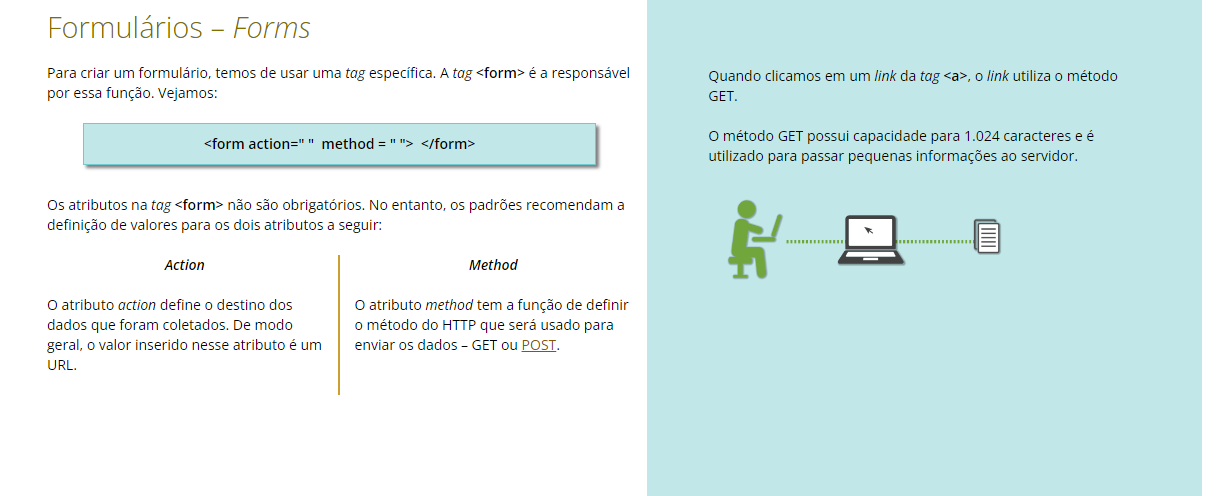 Formulários – Forms
Para criar um formulário, temos de usar uma tag específica. A tag <form> é a responsável
por essa função. Vejamos:
<form action=" "  method = " ">  </form>
Os atributos na tag <form> não são obrigatórios. No entanto, os padrões recomendam a
definição de valores para os dois atributos a seguir:
Action
O atributo action define o destino dos
dados que foram coletados. De modo
geral, o valor inserido nesse atributo é um
URL.
Method
O atributo method tem a função de definir
o método do HTTP que será usado para
enviar os dados – GET ou POST.
Quando clicamos em um link da tag <a>, o link utiliza o método
GET.
O método GET possui capacidade para 1.024 caracteres e é
utilizado para passar pequenas informações ao servidor.